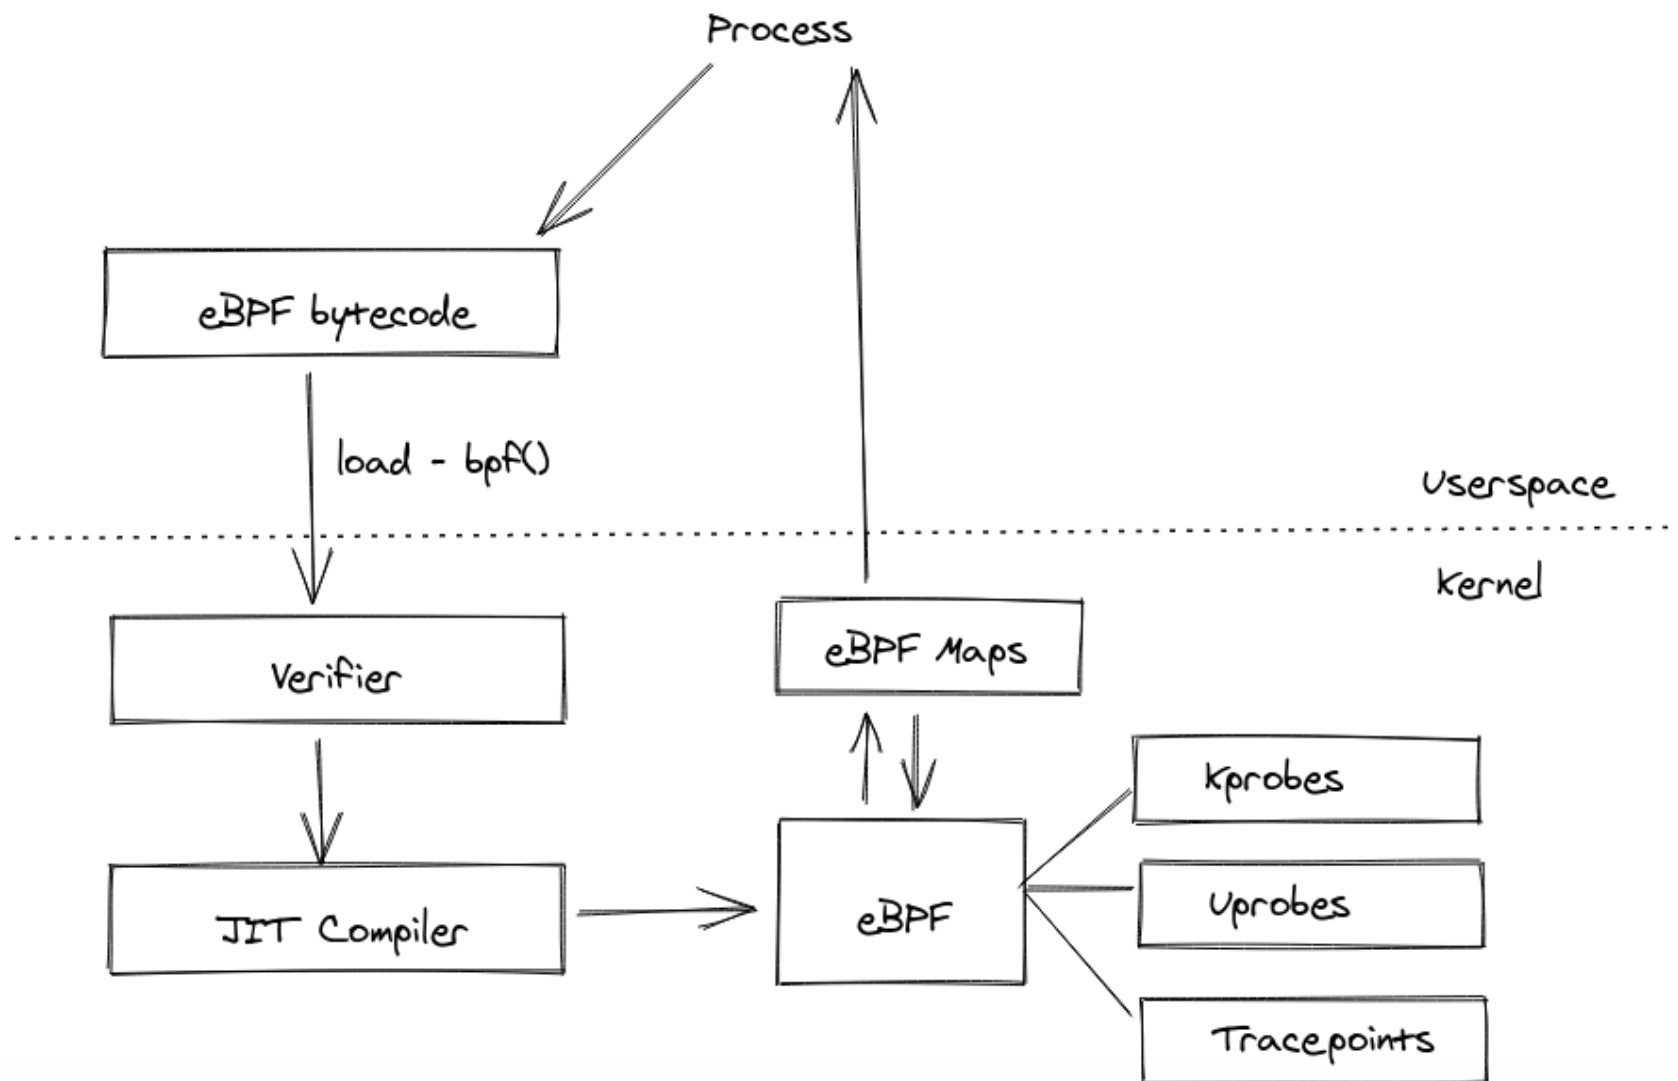 Process
eBPF bytecode
load - bpf()
Userspace
Kernel
Verifier
eBPF Maps
Kprobes
JIT Compiler
eBPF
Uprobes
Tracepoints